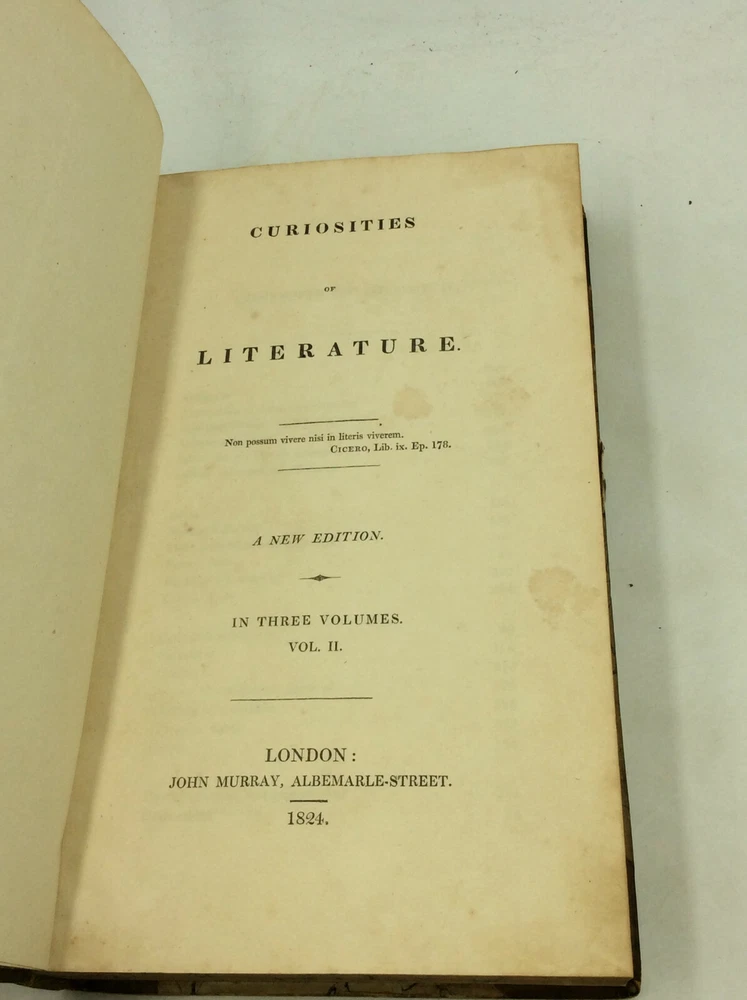 CURIOSITIES
OF
LITERATURE.
Non possum vivere nisi in literis viverem.
CICERO, Lib. ix. Ep. 178.
A NEW EDITION.
IN THREE VOLUMES.
VOL. II.
LONDON:
JOHN MURRAY, ALBEMARLE-STREET.
1824.